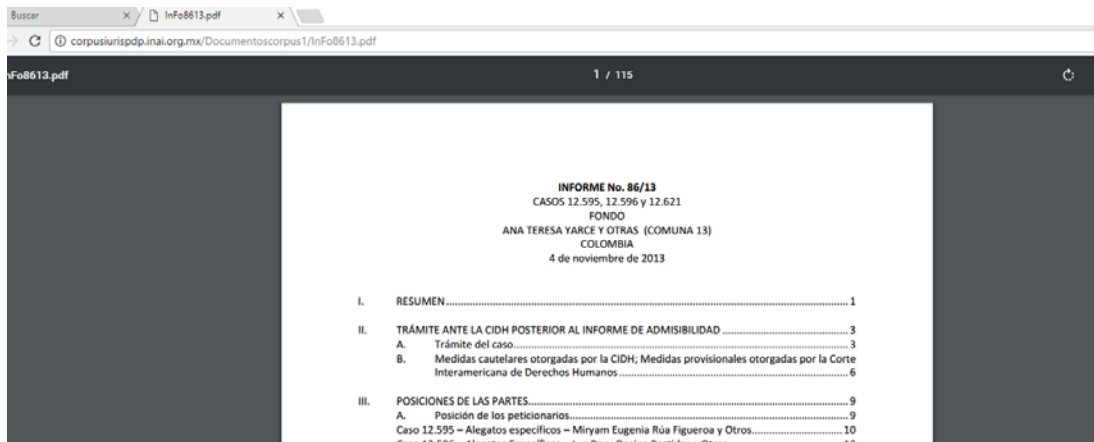 Buscar
InFo8613.pdf
corpusiurispdp.inai.org.mx/Documentoscorpus1/InFo8613.pdf
nFo8613.pdf
1 / 115
INFORME No. 86/13
CASOS 12.595, 12.596 y 12.621
FONDO
ANA TERESA YARCE Y OTRAS (COMUNA 13)
COLOMBIA
4 de noviembre de 2013
I. RESUMEN 1
II. TRÁMITE ANTE LA CIDH POSTERIOR AL INFORME DE ADMISIBILIDAD 3
A. Trámite del caso 3
B. Medidas cautelares otorgadas por la CIDH; Medidas provisionales otorgadas por la Corte
Interamericana de Derechos Humanos 6
III. POSICIONES DE LAS PARTES 9
A. Posición de los peticionarios 9
Caso 12.595 – Alegatos específicos – Miryam Eugenia Rúa Figueroa y Otros 10